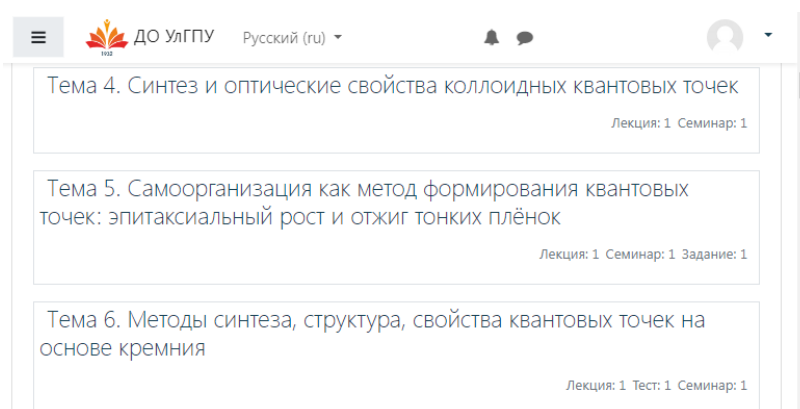 ДО УлГПУ Русский (ru)
1932
Тема 4. Синтез и оптические свойства коллоидных квантовых точек
Лекция: 1 Семинар: 1
Тема 5. Самоорганизация как метод формирования квантовых
точек: эпитаксиальный рост и отжиг тонких плёнок
Лекция: 1 Семинар: 1 Задание: 1
Тема 6. Методы синтеза, структура, свойства квантовых точек на
основе кремния
Лекция: 1 Тест: 1 Семинар: 1